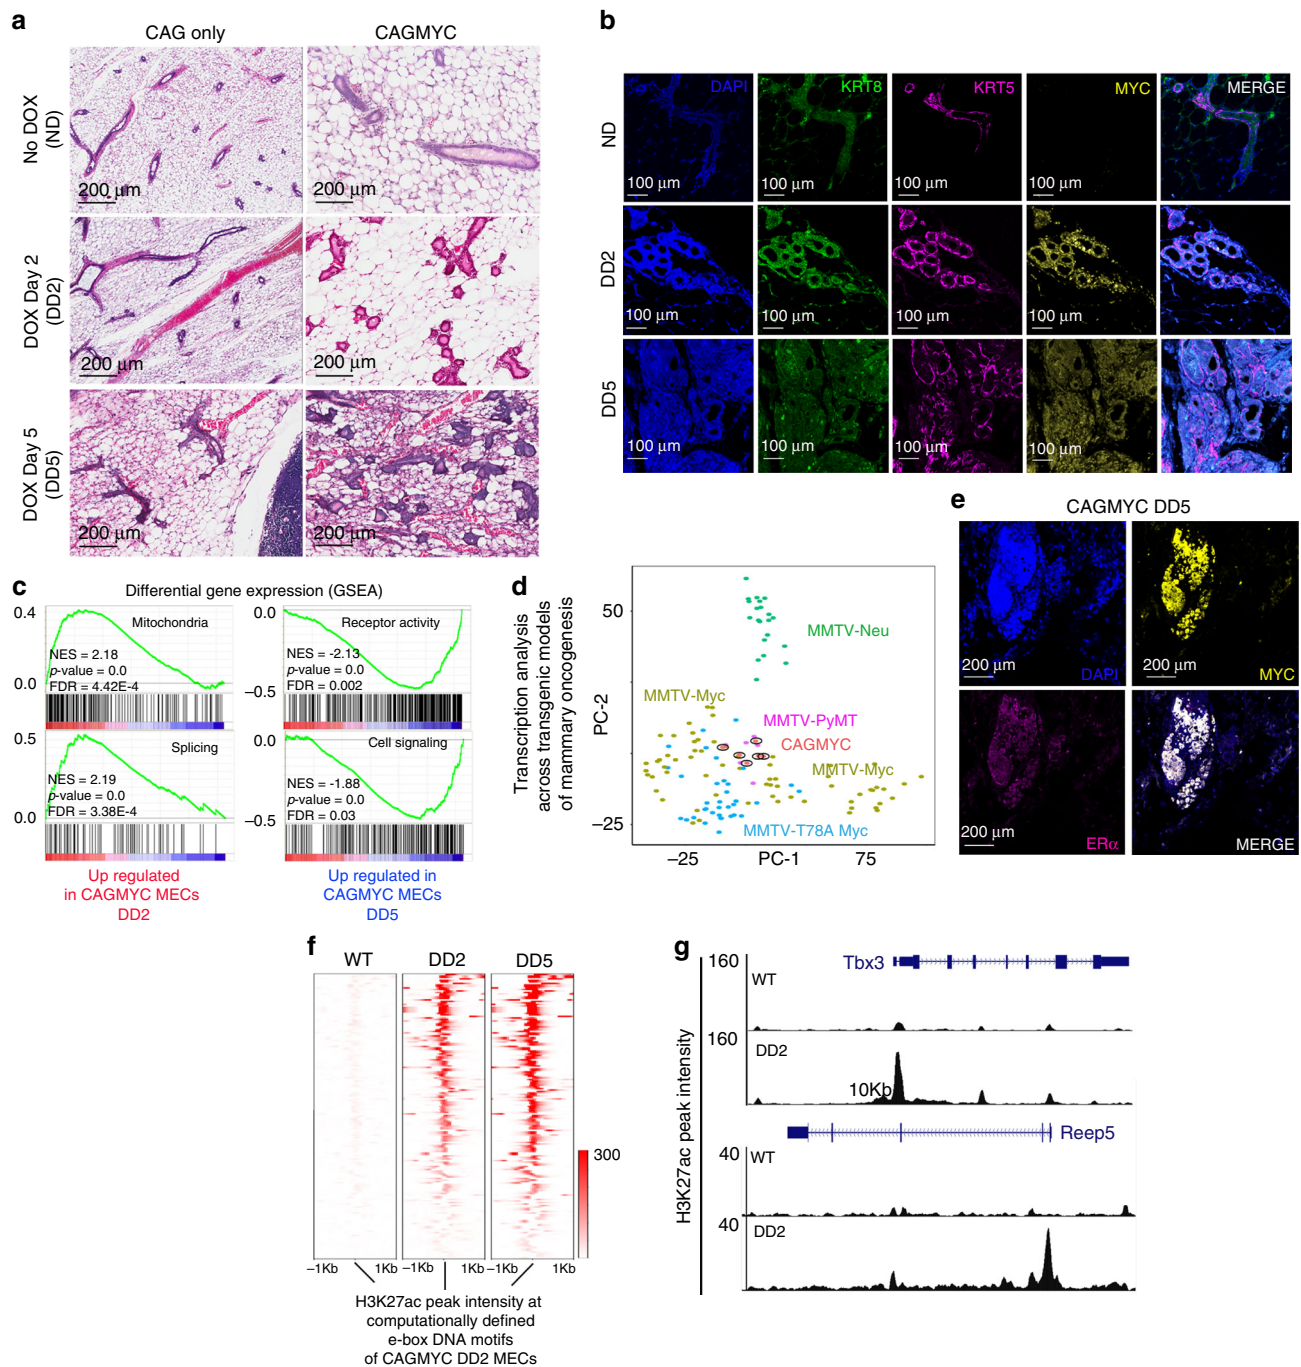 a
CAG only
CAGMYC
No DOX
(ND)
200 µm
200 µm
DOX Day 2
(DD2)
200 µm
200 µm
DOX Day 5
(DD5)
200 µm
200 µm
b
DAPI
KRT8
KRT5
MYC
MERGE
ND
100 µm
100 µm
100 µm
100 µm
100 µm
DD2
100 µm
100 µm
100 µm
100 µm
100 µm
DD5
100 µm
100 µm
100 µm
100 µm
100 µm
c
Differential gene expression (GSEA)
0.4
Mitochondria
NES = 2.18
p-value = 0.0
FDR = 4.42E-4
0.0
0.0
Receptor activity
NES = -2.13
p-value = 0.0
FDR = 0.002
–0.5
0.5
Splicing
NES = 2.19
p-value = 0.0
FDR = 3.38E-4
0.0
0.0
Cell signaling
NES = -1.88
p-value = 0.0
FDR = 0.03
–0.5
Up regulated
in CAGMYC MECs
DD2
Up regulated in
CAGMYC MECs
DD5
d
Transcription analysis
across transgenic models
of mammary oncogenesis
PC-2
50
–25
MMTV-Neu
MMTV-Myc
MMTV-PyMT
CAGMYC
MMTV-Myc
MMTV-T78A Myc
–25
PC-1
75
e
CAGMYC DD5
200 µm
DAPI
200 µm
MYC
200 µm
ERα
MERGE
f
WT
DD2
DD5
300
–1Kb
1Kb
–1Kb
1Kb
–1Kb
1Kb
H3K27ac peak intensity at
computationally defined
e-box DNA motifs
of CAGMYC DD2 MECs
g
H3K27ac peak intensity
160
Tbx3
WT
160
DD2
10Kb
Reep5
40
WT
40
DD2